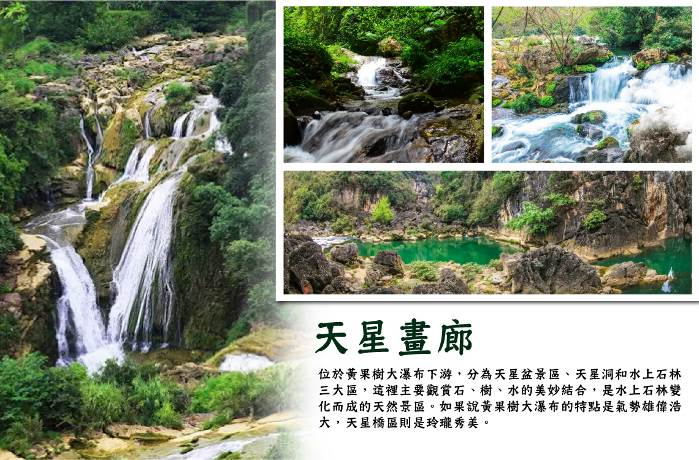 天星畫廊
位於黃果樹大瀑布下游，分為天星盆景區、天星洞和水上石林
三大區，這裡主要觀賞石、樹、水的美妙結合，是水上石林變
化而成的天然景區。如果說黃果樹大瀑布的特點是氣勢雄偉浩
大，天星橋區則是玲瓏秀美。